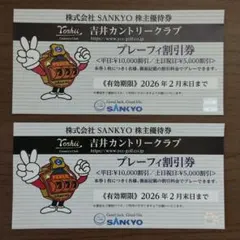 株式会社 SANKYO 株主優待券
Yoshii
Country Club
吉井カントリークラブ
プレーフィ割引券
<平日:¥10,000割引/土日祝日:¥5,000割引>
《有効期限》2026年2月末日まで
SANKYO
株式会社 SANKYO 株主優待券
Yoshii
Country Club
吉井カントリークラブ
プレーフィ割引券
<平日:¥10,000割引/土日祝日:¥5,000割引>
《有効期限》2026年2月末日まで
SANKYO